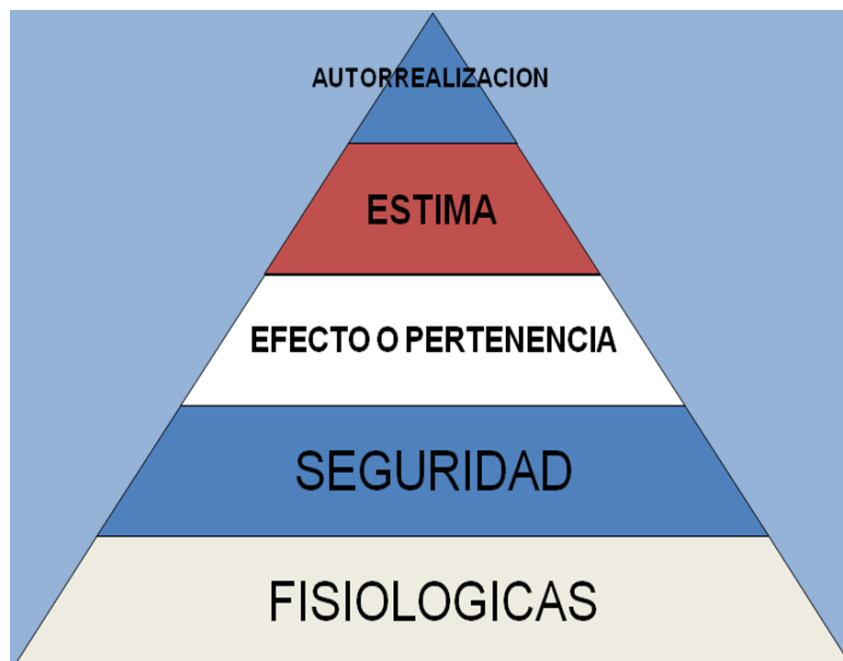 AUTORREALIZACION
ESTIMA
EFECTO O PERTENENCIA
SEGURIDAD
FISIOLOGICAS